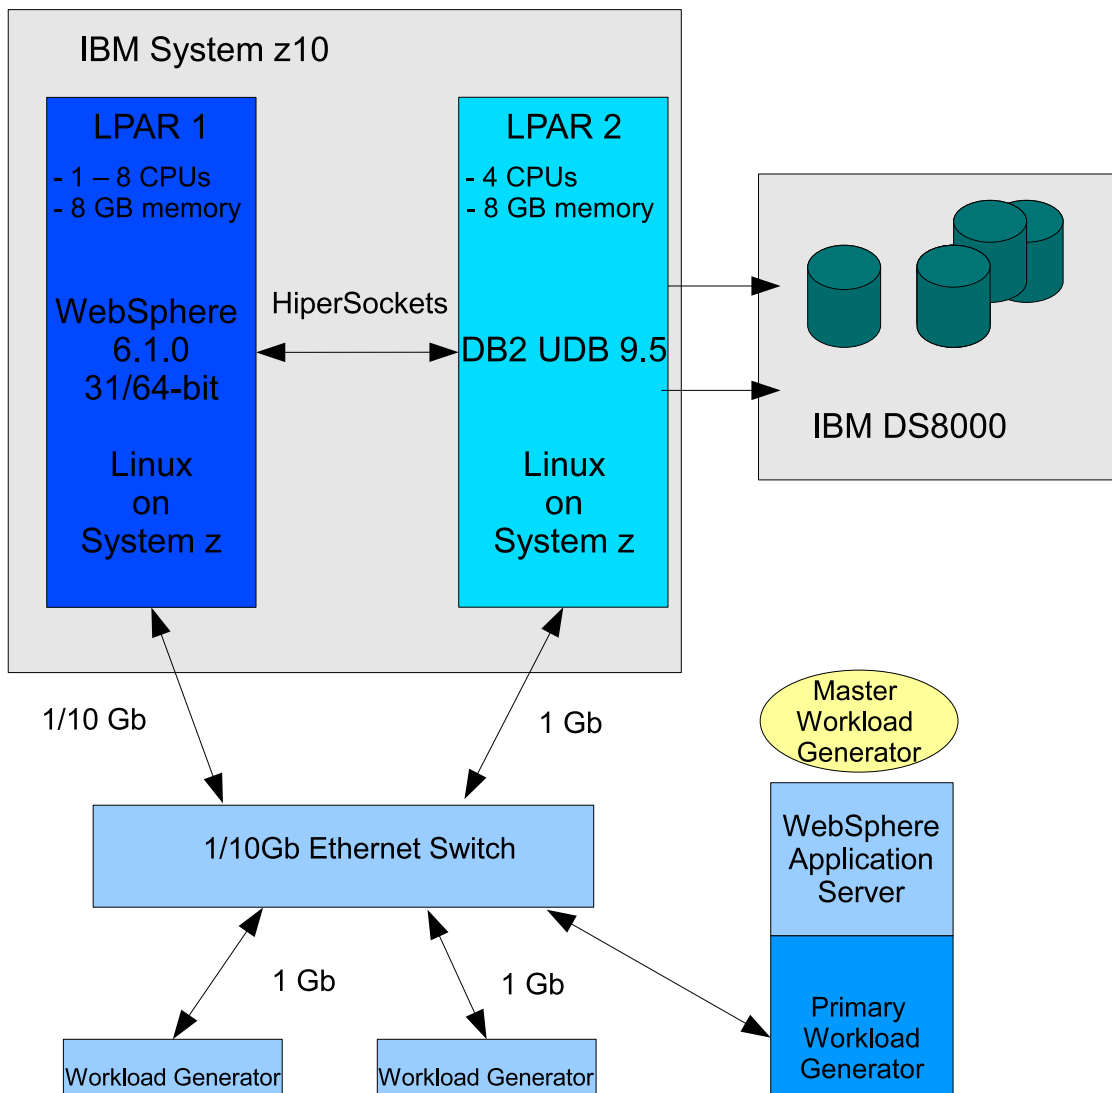 IBM System z10
LPAR 1
- 1 – 8 CPUs
- 8 GB memory
WebSphere
6.1.0
31/64-bit
Linux
on
System z
HiperSockets
LPAR 2
- 4 CPUs
- 8 GB memory
DB2 UDB 9.5
Linux
on
System z
IBM DS8000
1/10 Gb
1 Gb
Master
Workload
Generator
1/10Gb Ethernet Switch
WebSphere
Application
Server
1 Gb
1 Gb
Primary
Workload
Generator
Workload Generator
Workload Generator